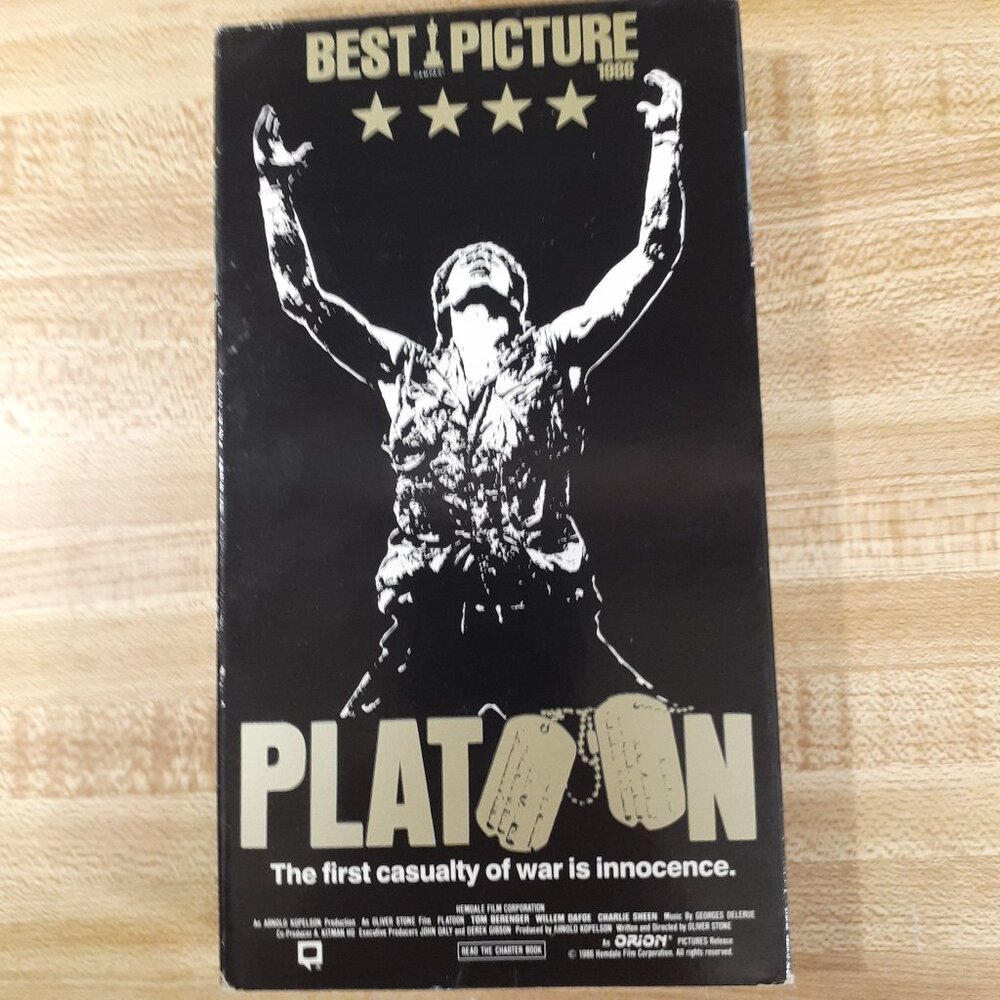 BEST PICTURE
1986
PLATOON
The first casualty of war is innocence.
HEMDALE FILM CORPORATION
An ARNOLD KOPELSON Production An OLIVER STONE Film PLATOON TOM BERENGER WILLEM DAFOE CHARLIE SHEEN Music By GEORGES DELERUE
Co-Producer A. KITMAN HO Executive Producers JOHN DALY and DEREK GIBSON Produced by ARNOLD KOPELSON Written and Directed by OLIVER STONE
READ THE CHARTER BOOK
An ORION PICTURES Release
© 1986 Hemdale Film Corporation. All rights reserved.